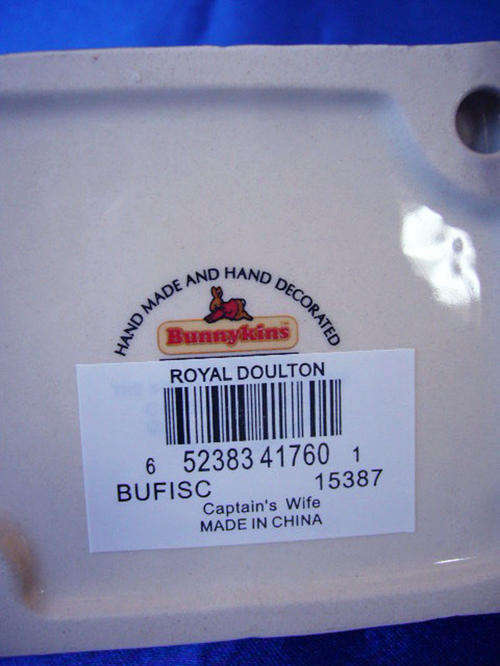 HAND MADE AND HAND DECORATED
Bunnykins
ROYAL DOULTON
6 52383 41760 1
BUFISC 15387
Captain's Wife
MADE IN CHINA